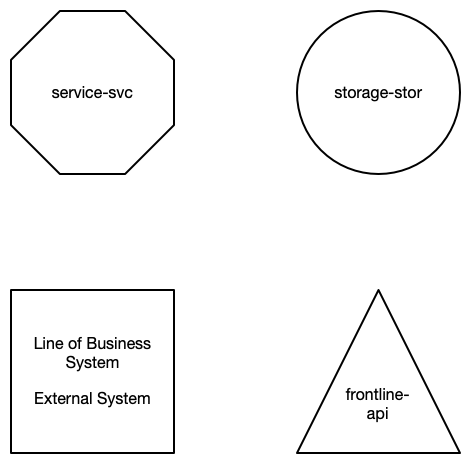 service-svc
storage-stor
Line of Business
System
External System
frontline-
api